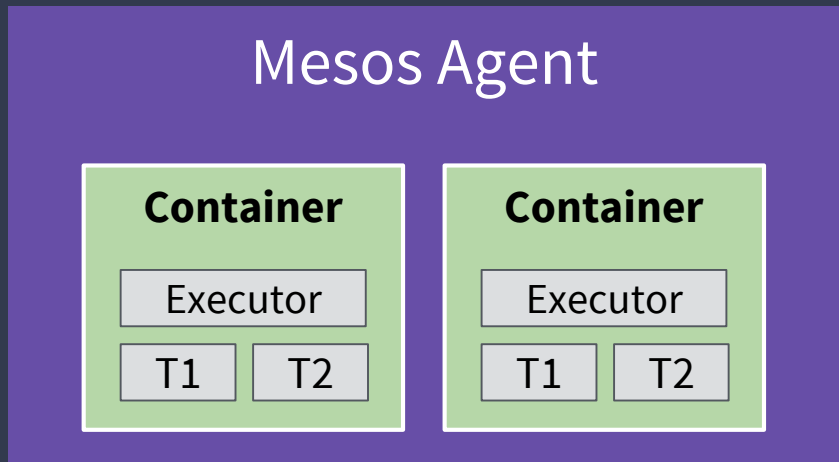 Mesos Agent
Container
Executor
T1 T2
Container
Executor
T1 T2